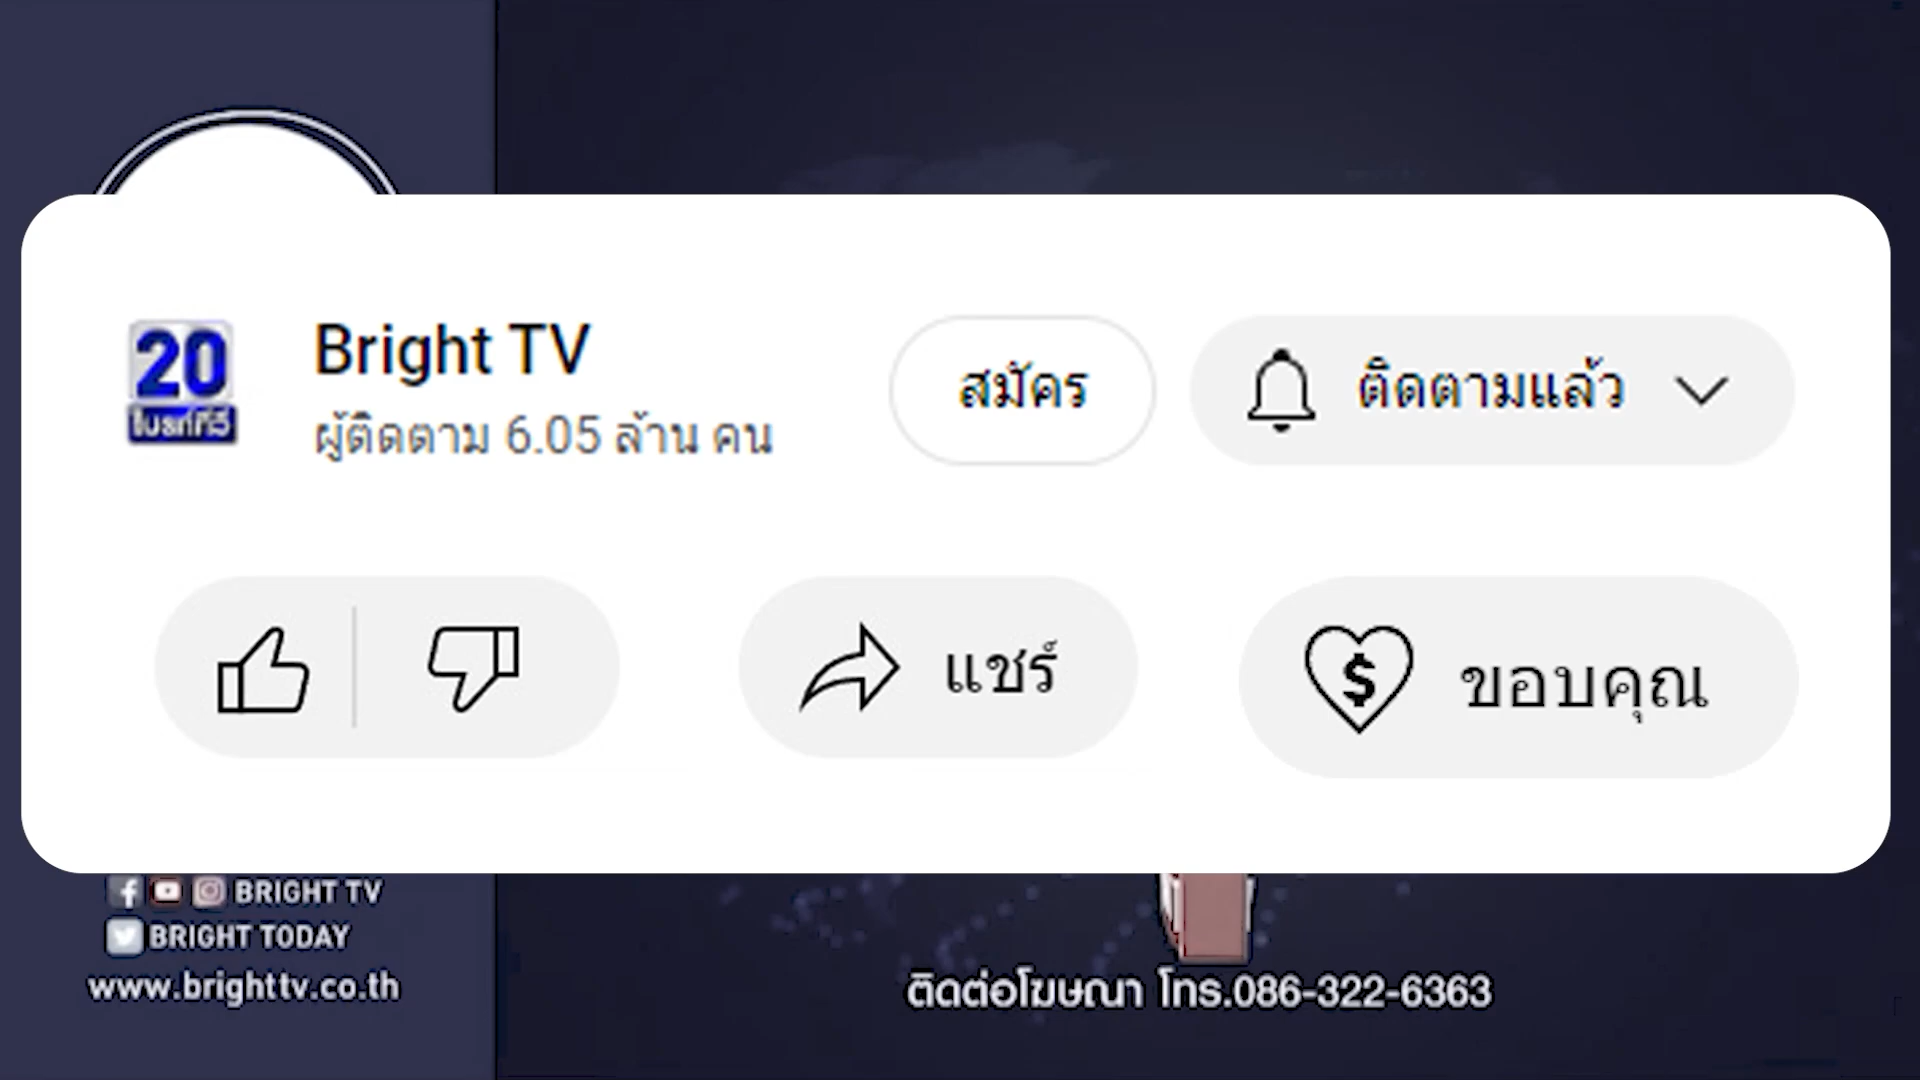 20
ไบรท์ทีวี
Bright TV
ผู้ติดตาม 6.05 ล้าน คน
สมัคร
ติดตามแล้ว
แชร์
ขอบคุณ
BRIGHT TV
BRIGHT TODAY
www.brighttv.co.th
ติดต่อโฆษณา โทร.086-322-6363